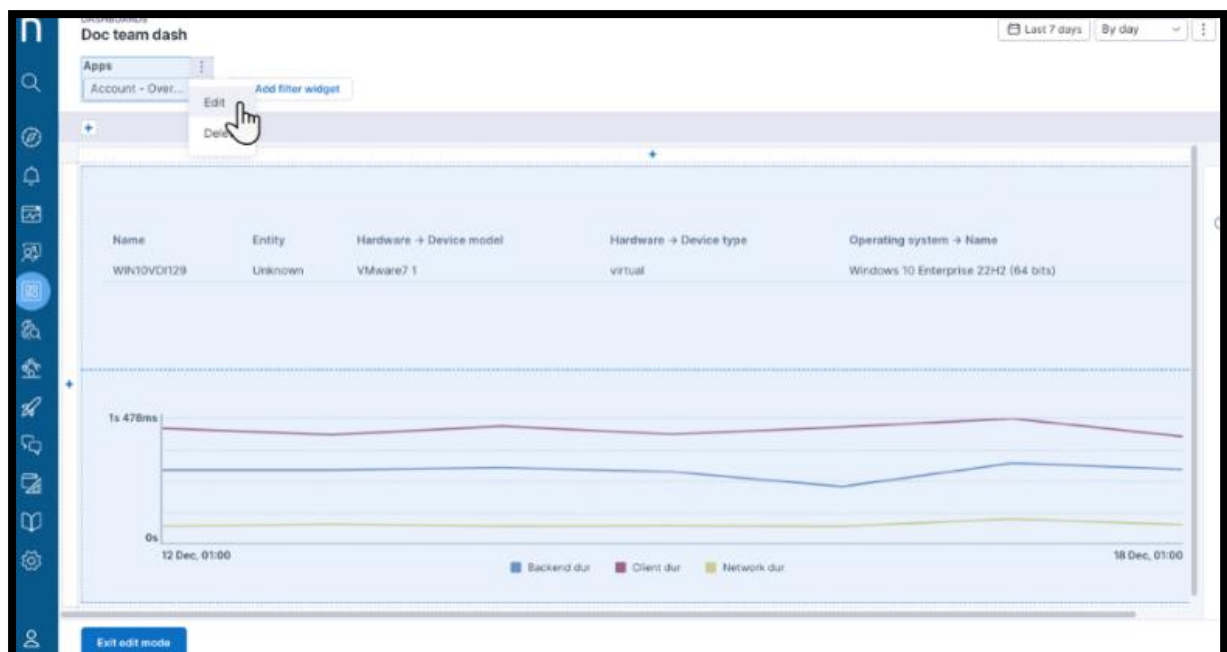 DASHBOARDS
Doc team dash
Last 7 days By day
Apps
Account - Over... Add filter widget
Edit
Name Entity Hardware → Device model Hardware → Device type Operating system → Name
WIN10VDI129 Unknown VMware7 1 virtual Windows 10 Enterprise 22H2 (64 bits)
1s 478ms
0s
12 Dec, 01:00 18 Dec, 01:00
Backend dur Client dur Network dur
Exit edit mode